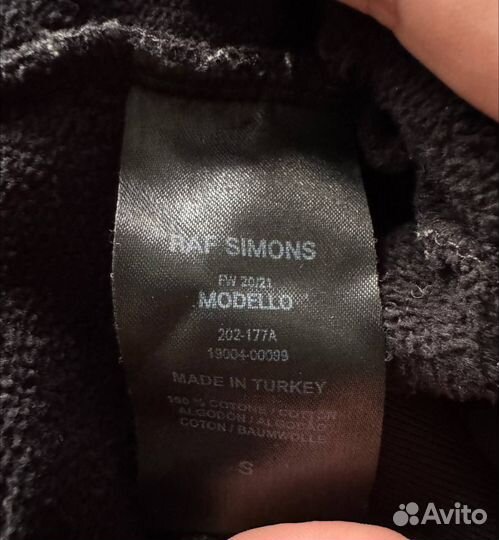 RAF SIMONS
FW 20/21
MODELLO
202-177A
19004-00099
MADE IN TURKEY
100 % COTONE / COTTON
ALGODON / ALGODÃO
COTON / BAUMWOLLE
S
Avito